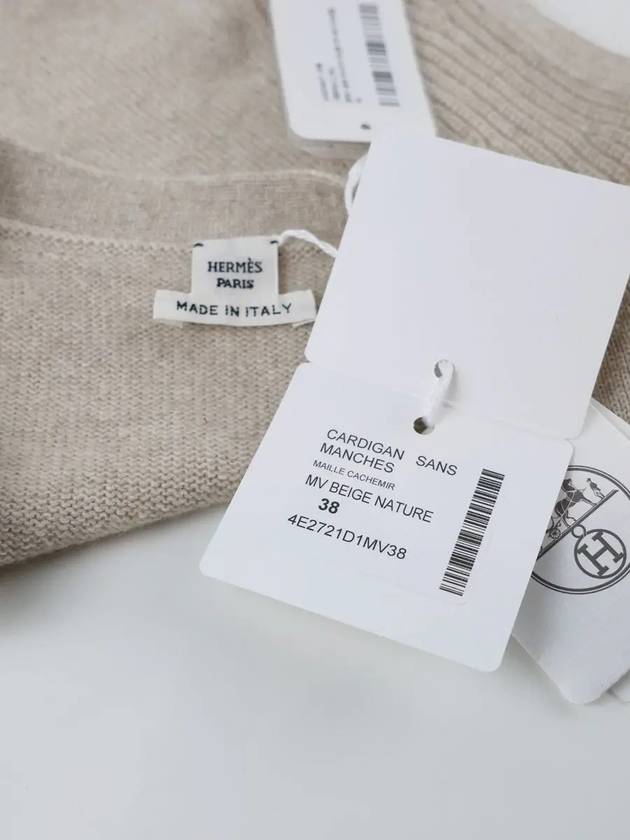 HERMÈS
PARIS
MADE IN ITALY
CARDIGAN SANS
MANCHES
MAILLE CACHEMIR
MV BEIGE NATURE
38
4E2721D1MV38
H